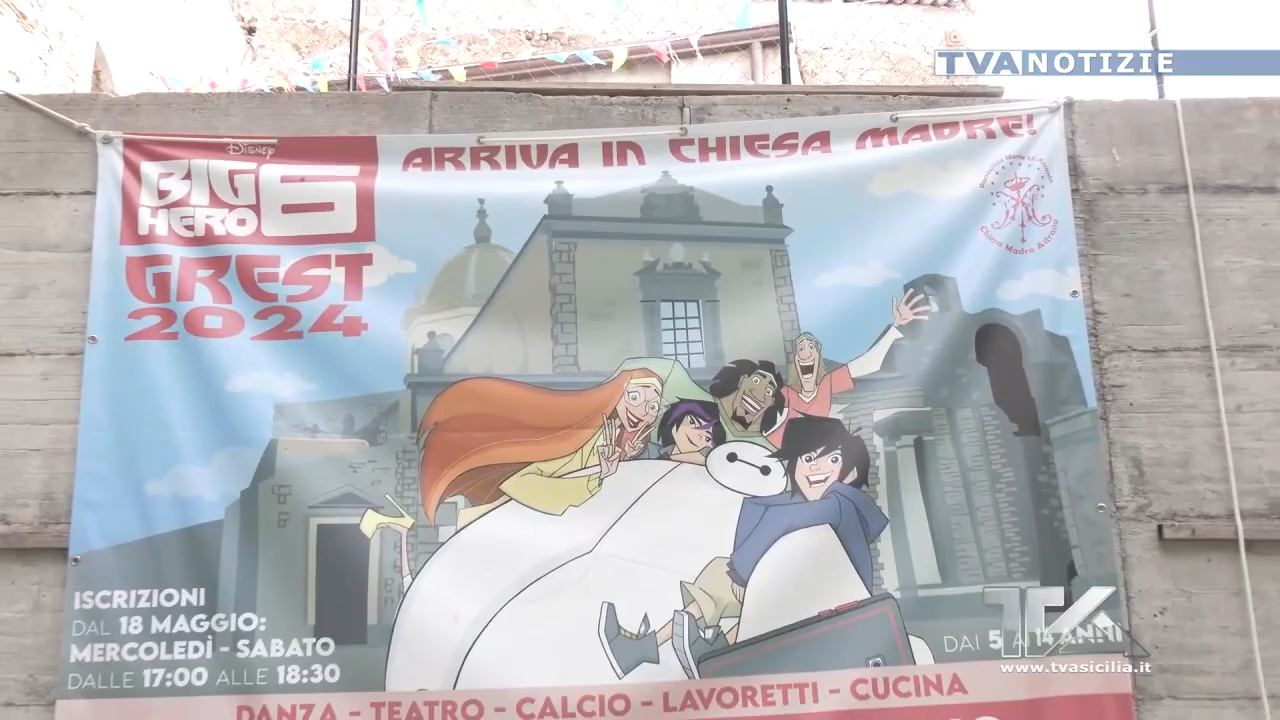 TVANOTIZIE
ARRIVA IN CHIESA MADRE!
DISNEY
BIG
HERO 6
GREST
2024
Chiesa Madre Adrano
ISCRIZIONI
DAL 18 MAGGIO:
MERCOLEDÌ - SABATO
DALLE 17:00 ALLE 18:30
DAI 5 AI 14 ANNI
TVA
www.tvasicilia.it
DANZA - TEATRO - CALCIO - LAVORETTI - CUCINA